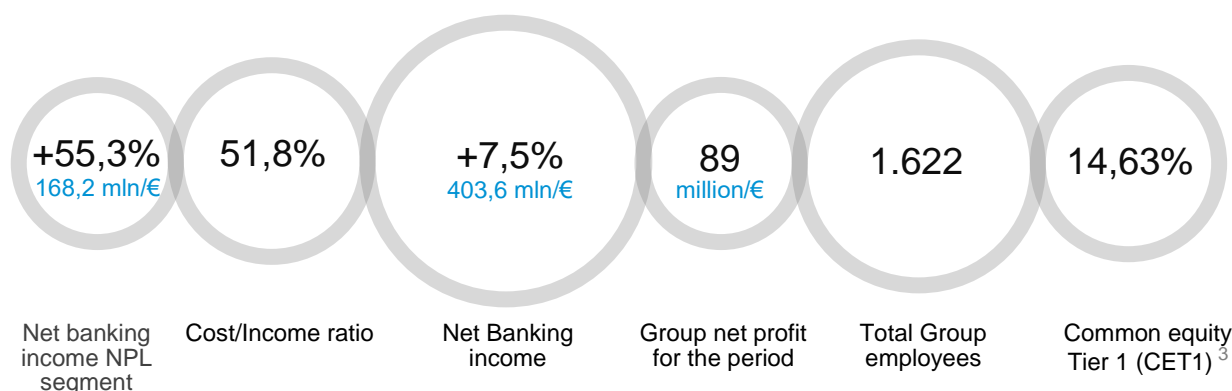 +55,3%
168,2 mln/€
51,8%
+7,5%
403,6 mln/€
89
million/€
1.622
14,63%
Net banking
income NPL
segment
Cost/Income ratio
Net Banking
income
Group net profit
for the period
Total Group
employees
Common equity
Tier 1 (CET1) 3